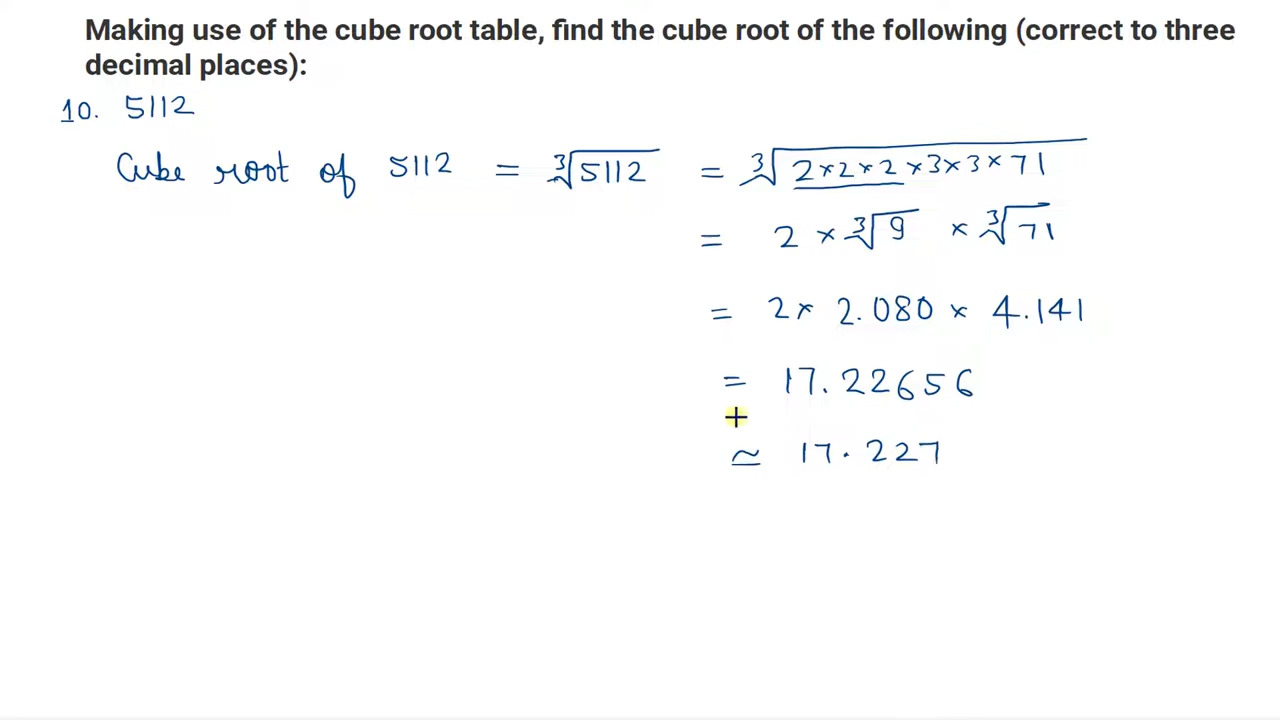 Making use of the cube root table, find the cube root of the following (correct to three
decimal places):
10. 5112
Cube root of 5112 = ∛5112 = ∛2×2×2×3×3×71
= 2 × ∛9 × ∛71
= 2× 2.080 × 4.141
= 17.22656
≃ 17.227